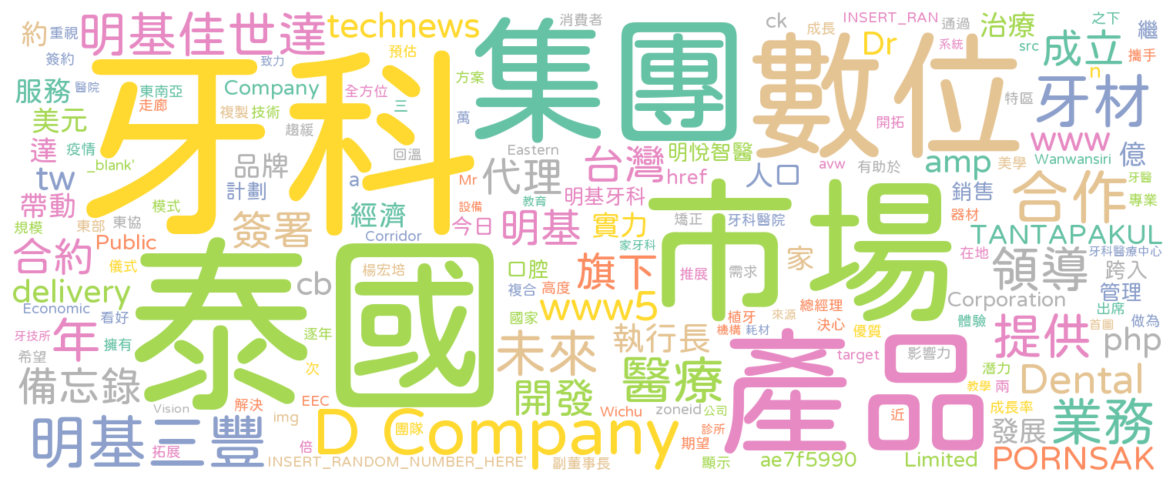 約
重視
簽約
明基佳世達
technews
預估
致力
消費者
集團
ck
成長
INSERT_RAN
通過
系統
Dr
治療
src
之下
成立
n
繼
攜手
服務
醫院
美元
達
疫情
_blank'
tw
帶動
東南亞
走廊
Company
複製
技術
全方位
三
方案
萬
趨緩
回溫
牙科
品牌
計劃
a
Mr
設備
模式
數位
特區
開拓
牙材
www
美學
Wanwansiri
億
牙醫
專業
amp
avw
有助於
人口
明悅智醫
台灣
href
Eastern
代理
明基牙科
教育
矯正
牙科醫院
銷售
器材
合作
規模
東部
東協
Public
簽署
經濟
今日
Corridor
明基
實力
家牙科
市場
TANTAPAKUL
在地
牙科醫療中心
合約
儀式
泰國
楊宏培
口腔
高度
旗下
推展
需求
家
領導
跨入
delivery
cb
複合
www5
植牙
總經理
Corporation
管理
出席
Economic
看好
牙技所
年
擁有
逐年
國家
未來
執行長
機構
耗材
來源
決心
優質
體驗
做為
首圖
提供
php
希望
備忘錄
次
開發
醫療
產品
target
影響力
潛力
教學
兩
Dental
Vision
解決
EEC
img
團隊
D Company
Wichu
zoneid
公司
診所
近
成長率
發展
業務
明基三豐
拓展
倍
INSERT_RANDOM_NUMBER_HERE'
副董事長
期望
顯示
ae7f5990
Limited
PORNSAK